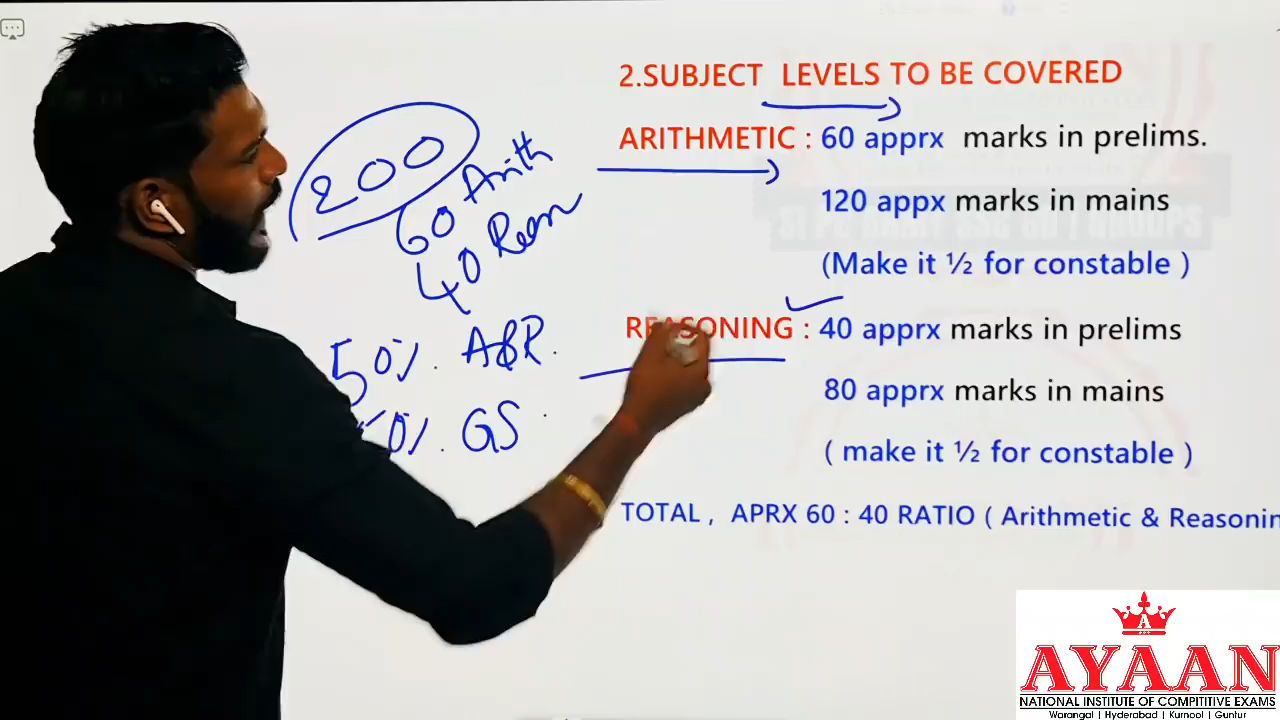 2.SUBJECT LEVELS TO BE COVERED
ARITHMETIC : 60 apprx marks in prelims.
120 appx marks in mains
(Make it ½ for constable )
REASONING : 40 apprx marks in prelims
80 apprx marks in mains
( make it ½ for constable )
TOTAL , APRX 60 : 40 RATIO ( Arithmetic & Reasonin
200
60 Arith
40 Rean
50% A&R.
50% GS
A
AYAAN
NATIONAL INSTITUTE OF COMPITITIVE EXAMS
Warangal | Hyderabad | Kurnool | Guntur